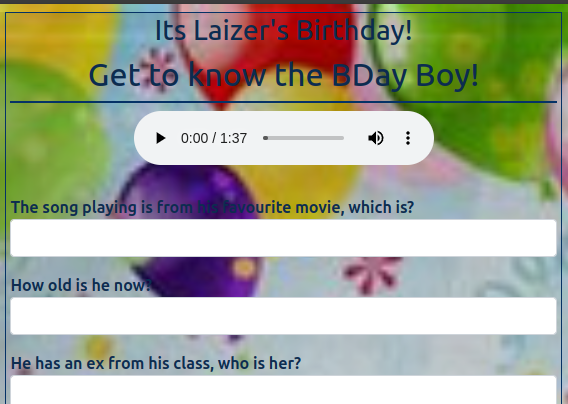 Its Laizer's Birthday!
Get to know the BDay Boy!
0:00 / 1:37
The song playing is from his favourite movie, which is?
How old is he now?
He has an ex from his class, who is her?